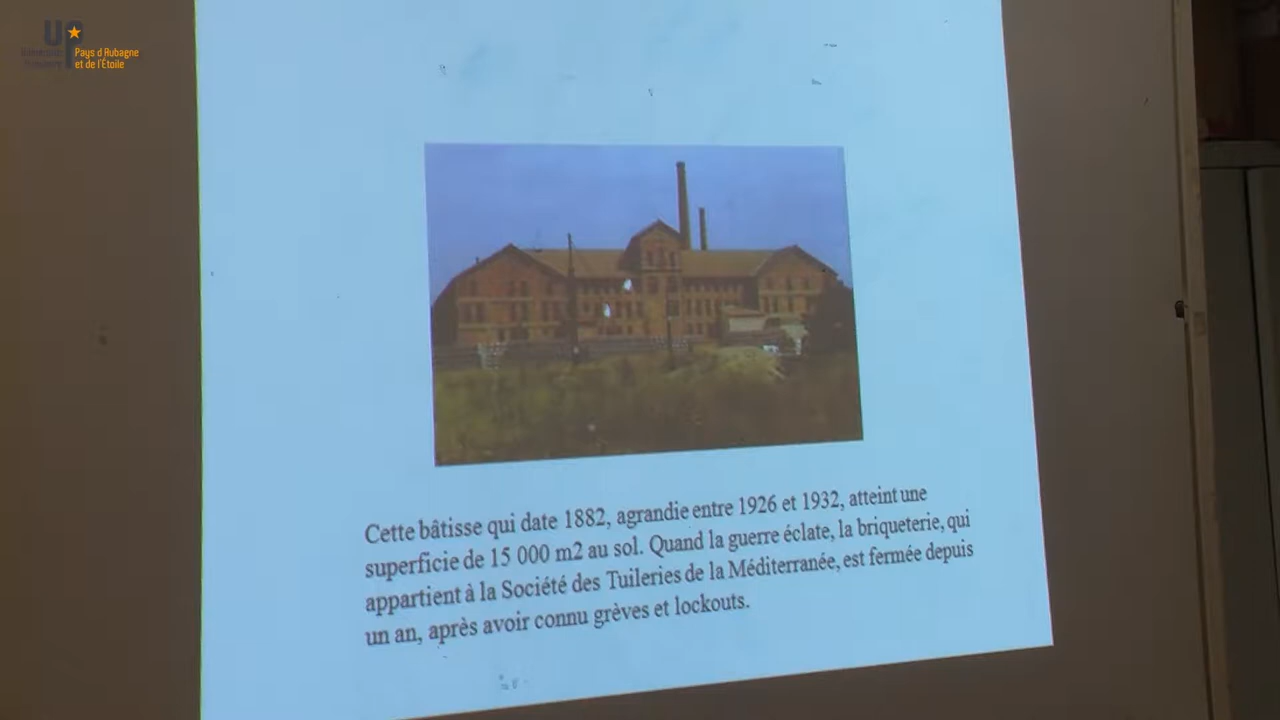 UP
Pays d'Aubagne
et de l'Étoile
Cette bâtisse qui date 1882, agrandie entre 1926 et 1932, atteint une
superficie de 15 000 m2 au sol. Quand la guerre éclate, la briqueterie, qui
appartient à la Société des Tuileries de la Méditerranée, est fermée depuis
un an, après avoir connu grèves et lockouts.